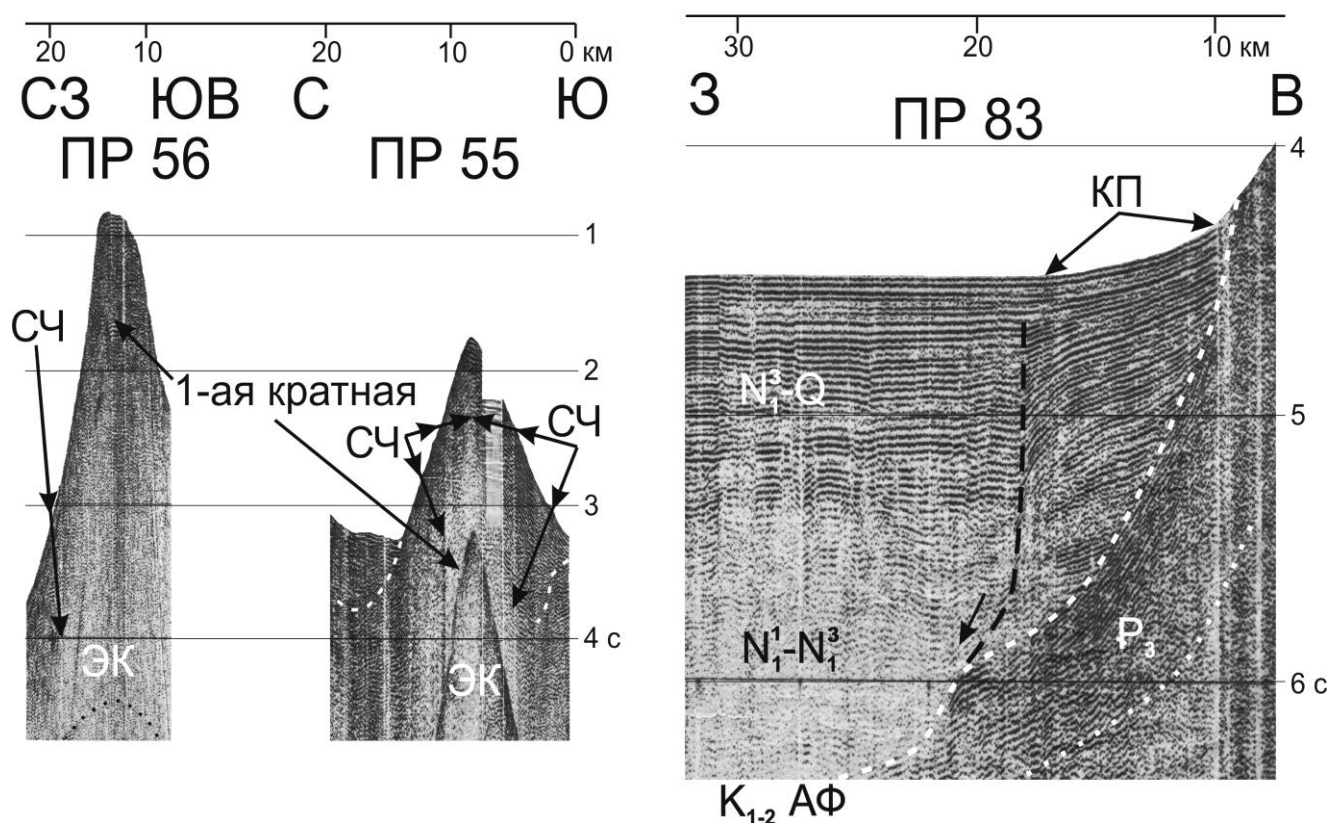 20 10 20 10 0 км
СЗ ЮВ С Ю
ПР 56 ПР 55
1
СЧ
2
1-ая кратная
СЧ СЧ
3
4 с
ЭК ЭК
30 20 10 км
З В
ПР 83
4
КП
N₁³-Q
5
N₁¹-N₁³
P₃
6 с
K₁₋₂ АФ